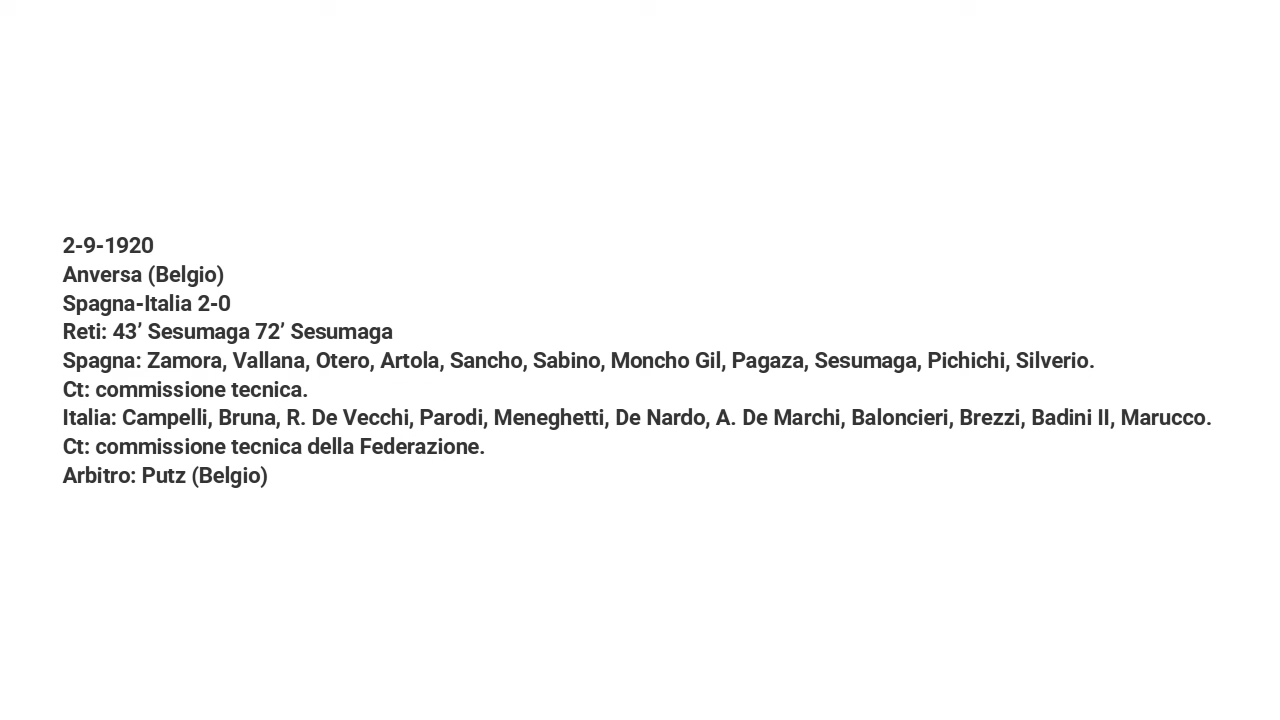 2-9-1920
Anversa (Belgio)
Spagna-Italia 2-0
Reti: 43’ Sesumaga 72’ Sesumaga
Spagna: Zamora, Vallana, Otero, Artola, Sancho, Sabino, Moncho Gil, Pagaza, Sesumaga, Pichichi, Silverio.
Ct: commissione tecnica.
Italia: Campelli, Bruna, R. De Vecchi, Parodi, Meneghetti, De Nardo, A. De Marchi, Baloncieri, Brezzi, Badini II, Marucco.
Ct: commissione tecnica della Federazione.
Arbitro: Putz (Belgio)